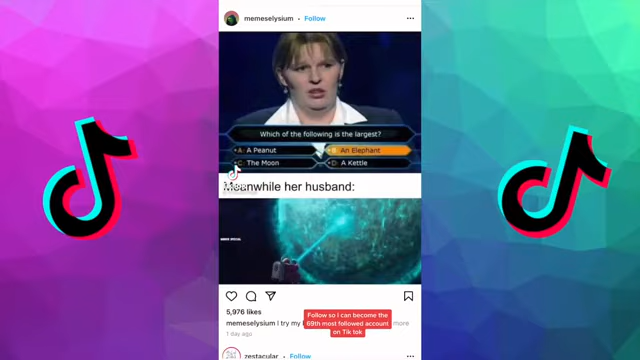 memeselysium Follow
Which of the following is the largest?
A: A Peanut
B: An Elephant
C: The Moon
D: A Kettle
Meanwhile her husband:
5,976 likes
memeselysium I try my
more
Follow so I can become the
69th most followed account
on Tik tok
1 day ago
zestacular Follow